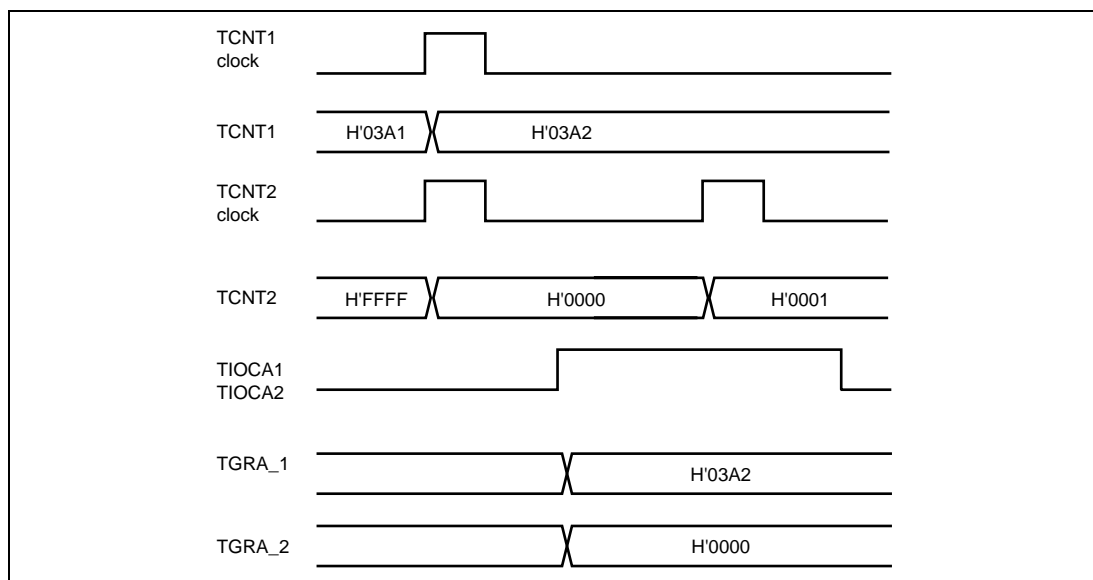 TCNT1
clock
TCNT1 H'03A1 H'03A2
TCNT2
clock
TCNT2 H'FFFF H'0000 H'0001
TIOCA1
TIOCA2
TGRA_1 H'03A2
TGRA_2 H'0000